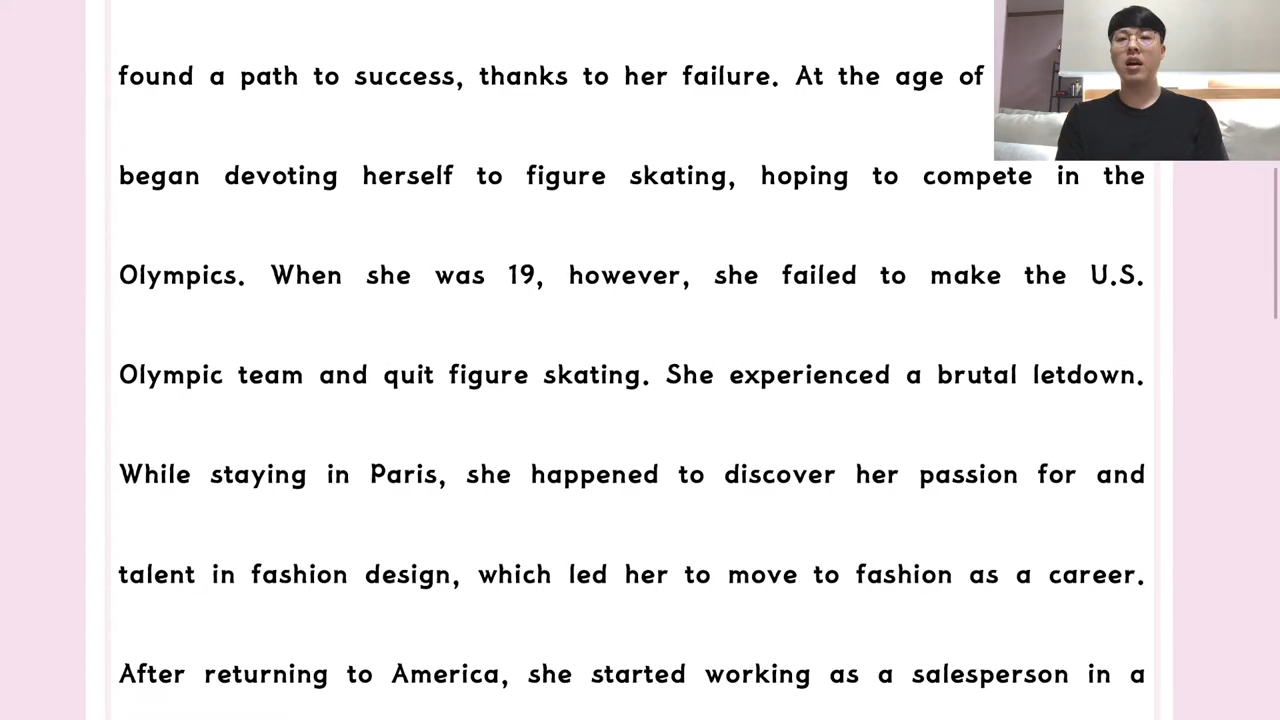 found a path to success, thanks to her failure. At the age of
began devoting herself to figure skating, hoping to compete in the
Olympics. When she was 19, however, she failed to make the U.S.
Olympic team and quit figure skating. She experienced a brutal letdown.
While staying in Paris, she happened to discover her passion for and
talent in fashion design, which led her to move to fashion as a career.
After returning to America, she started working as a salesperson in a